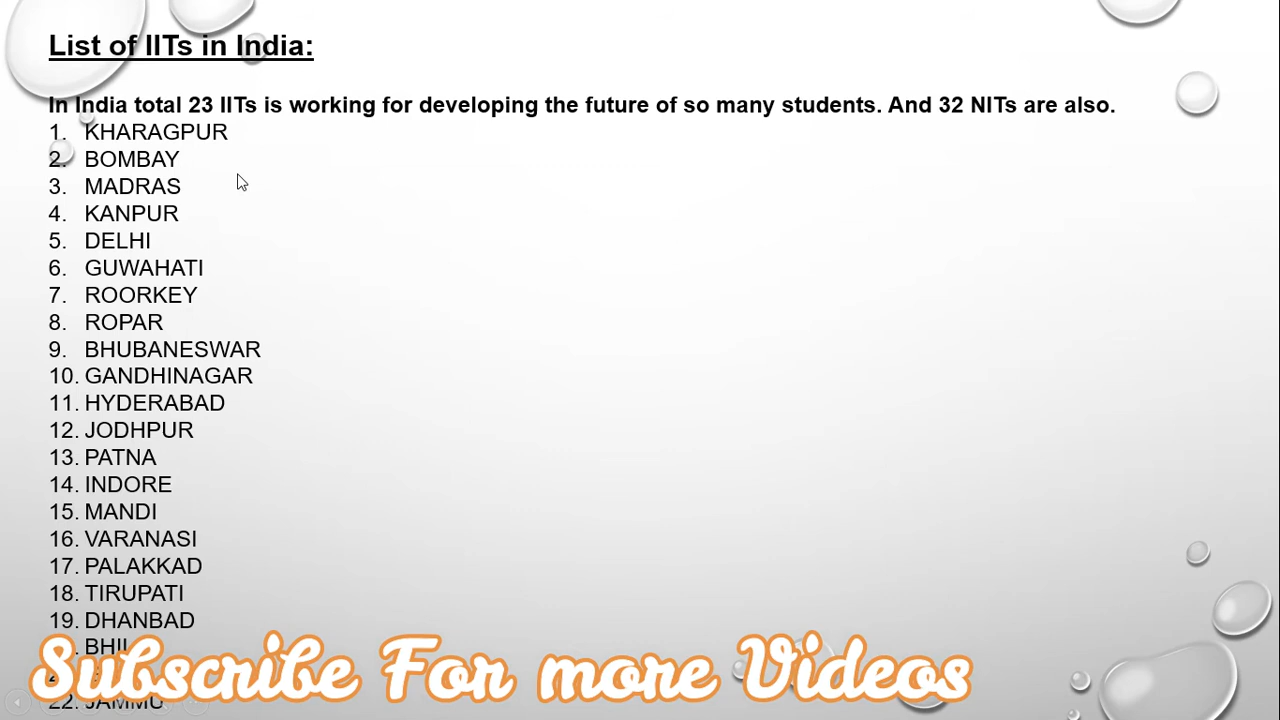 List of IITs in India:
In India total 23 IITs is working for developing the future of so many students. And 32 NITs are also.
1. KHARAGPUR
2. BOMBAY
3. MADRAS
4. KANPUR
5. DELHI
6. GUWAHATI
7. ROORKEY
8. ROPAR
9. BHUBANESWAR
10. GANDHINAGAR
11. HYDERABAD
12. JODHPUR
13. PATNA
14. INDORE
15. MANDI
16. VARANASI
17. PALAKKAD
18. TIRUPATI
19. DHANBAD
Subscribe For more Videos
22. JAMMU